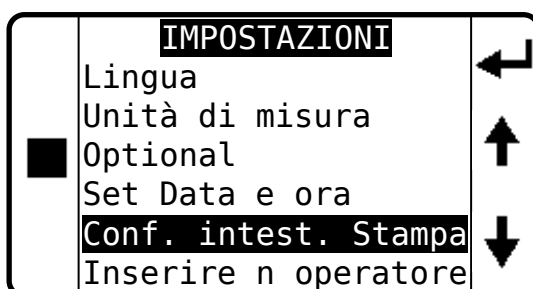 IMPOSTAZIONI
Lingua
Unità di misura
Optional
Set Data e ora
Conf. intest. Stampa
Inserire n operatore